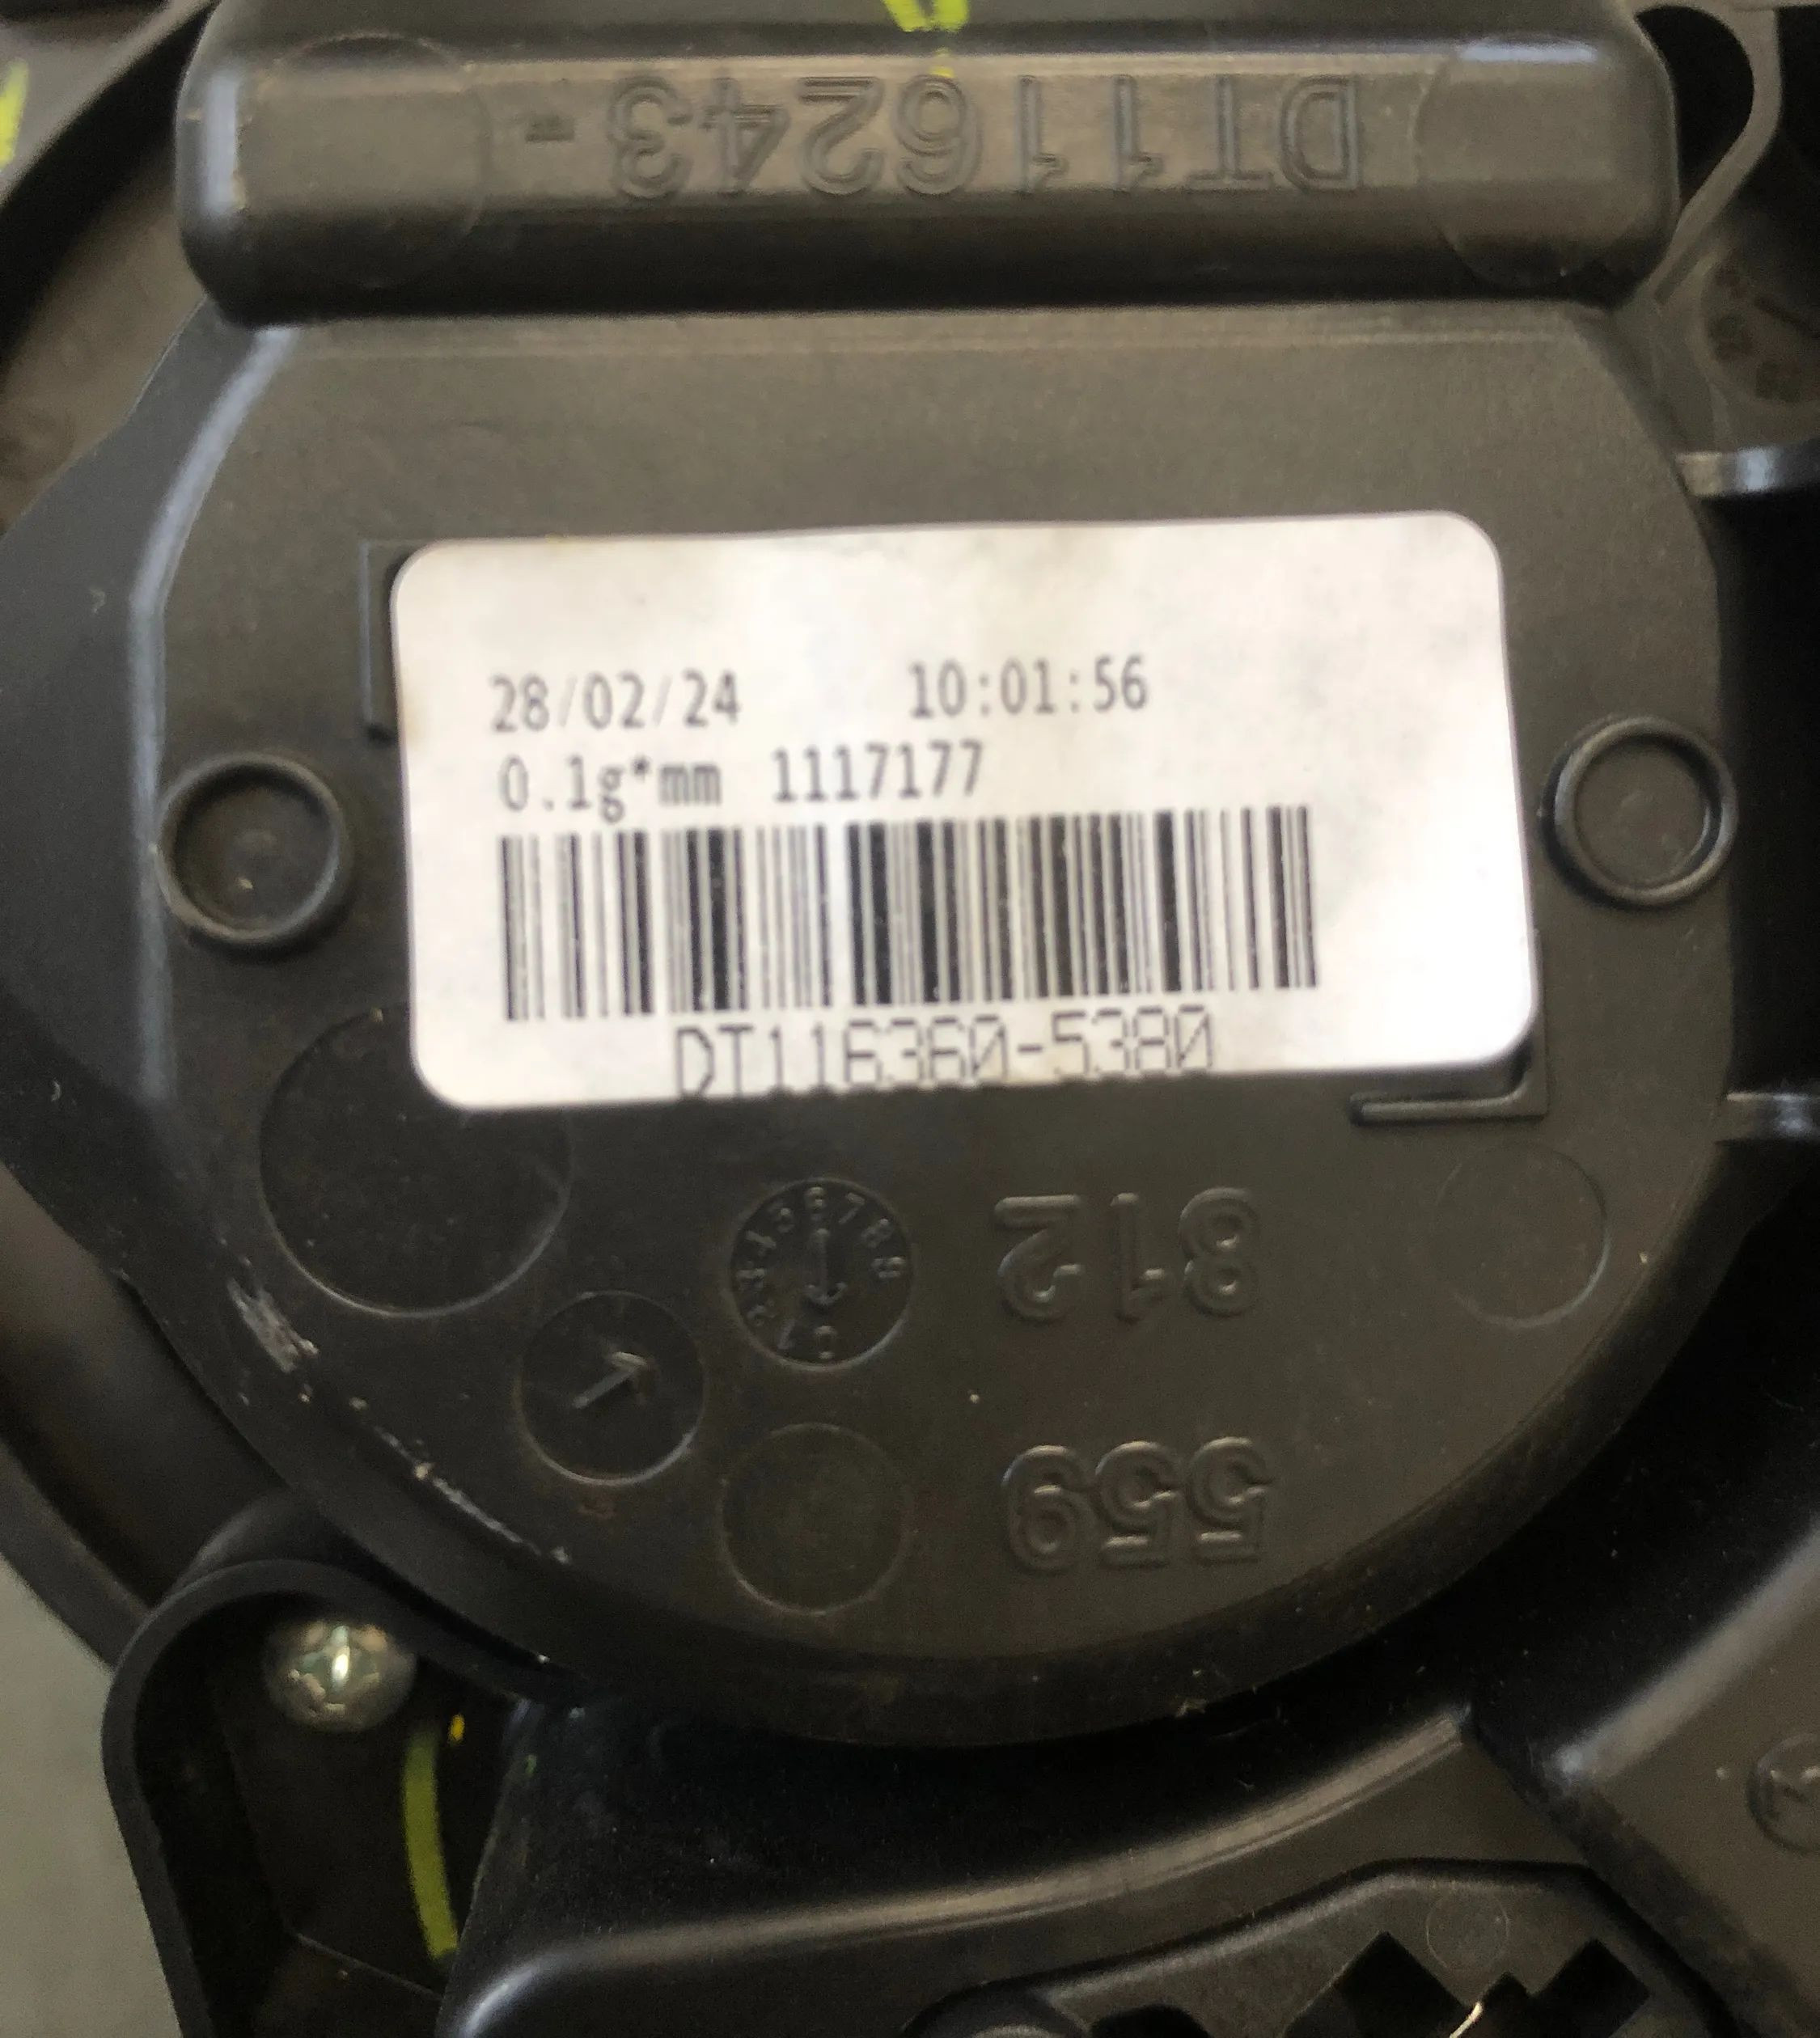 DT116243-
28/02/24 10:01:56
0.1g*mm 1117177
DT116360-5380
812
559